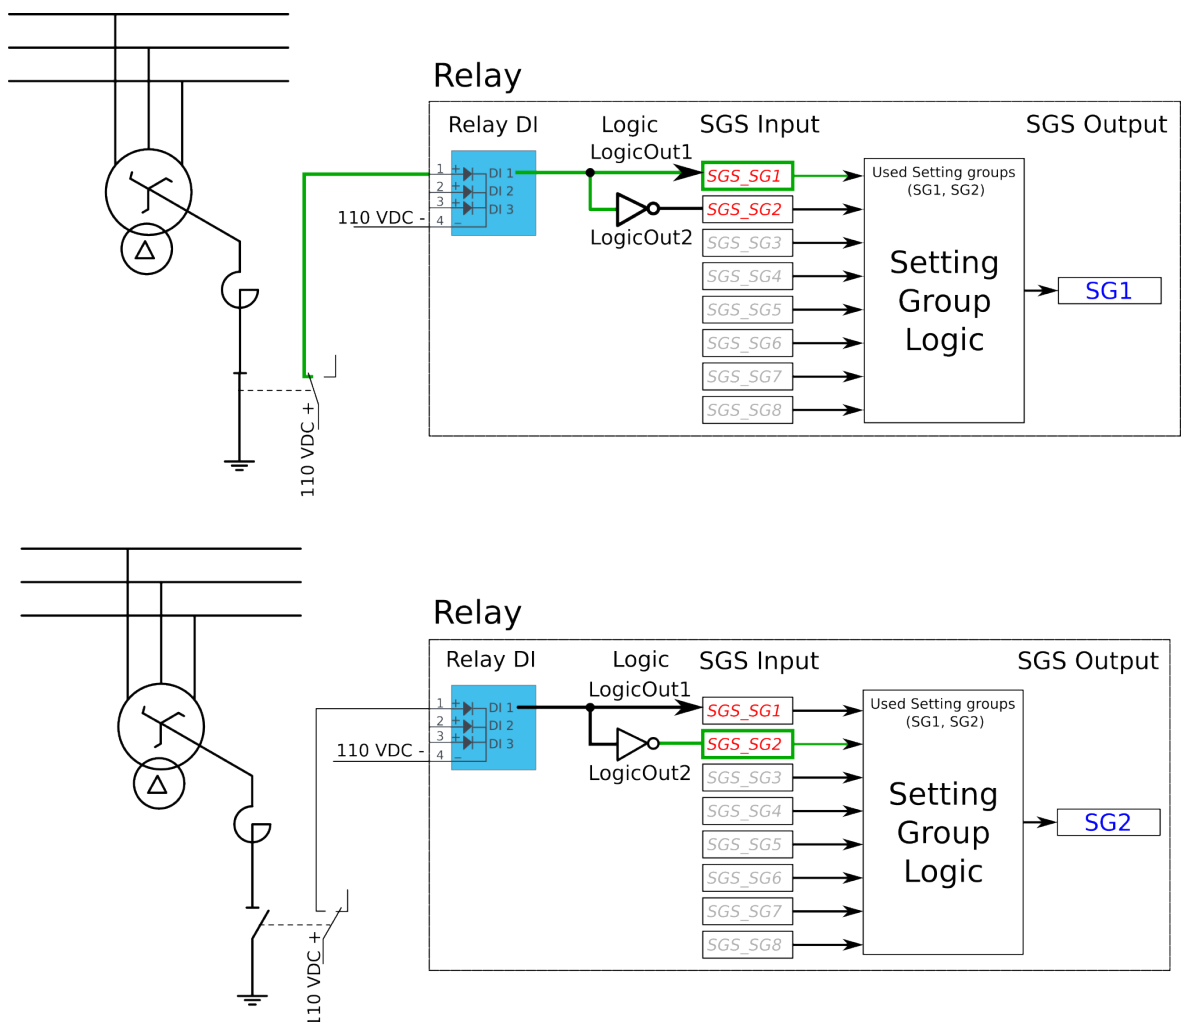 Relay
Relay DI
Logic
SGS Input
SGS Output
LogicOut1
1 +
DI 1
SGS_SG1
Used Setting groups
(SG1, SG2)
2 +
DI 2
3 +
DI 3
SGS_SG2
110 VDC -
4 -
LogicOut2
SGS_SG3
Setting
Group
Logic
SGS_SG4
SG1
SGS_SG5
SGS_SG6
SGS_SG7
SGS_SG8
110 VDC +
Relay
Relay DI
Logic
SGS Input
SGS Output
LogicOut1
1 +
DI 1
SGS_SG1
Used Setting groups
(SG1, SG2)
2 +
DI 2
3 +
DI 3
SGS_SG2
110 VDC -
4 -
LogicOut2
SGS_SG3
Setting
Group
Logic
SGS_SG4
SG2
SGS_SG5
SGS_SG6
SGS_SG7
SGS_SG8
110 VDC +